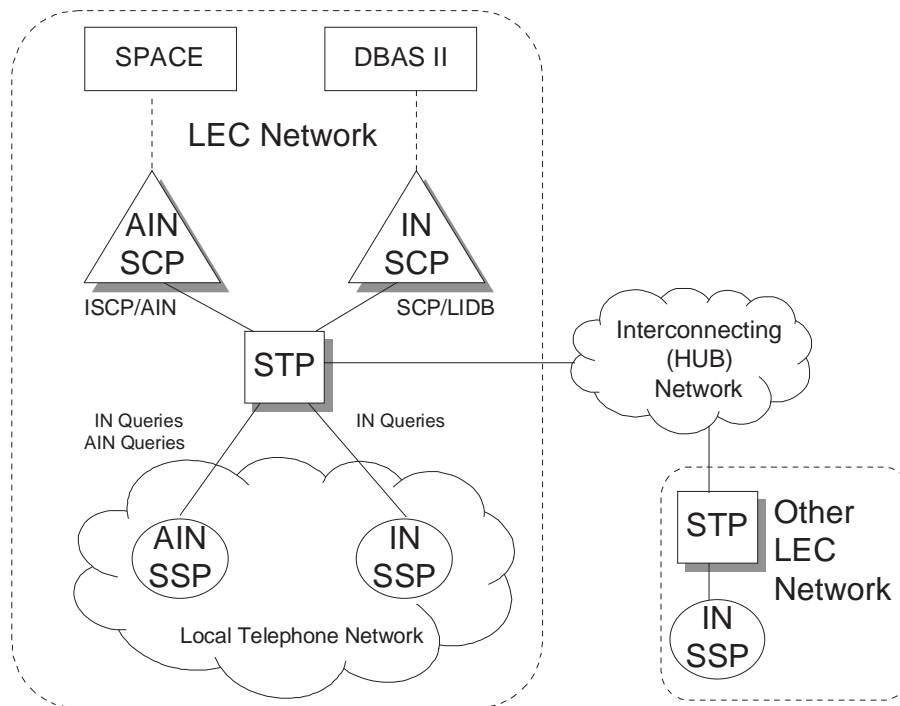 SPACE
DBAS II
LEC Network
AIN
SCP
IN
SCP
ISCP/AIN
SCP/LIDB
STP
Interconnecting
(HUB)
Network
IN Queries
AIN Queries
IN Queries
AIN
SSP
IN
SSP
Local Telephone Network
STP
Other
LEC
Network
IN
SSP